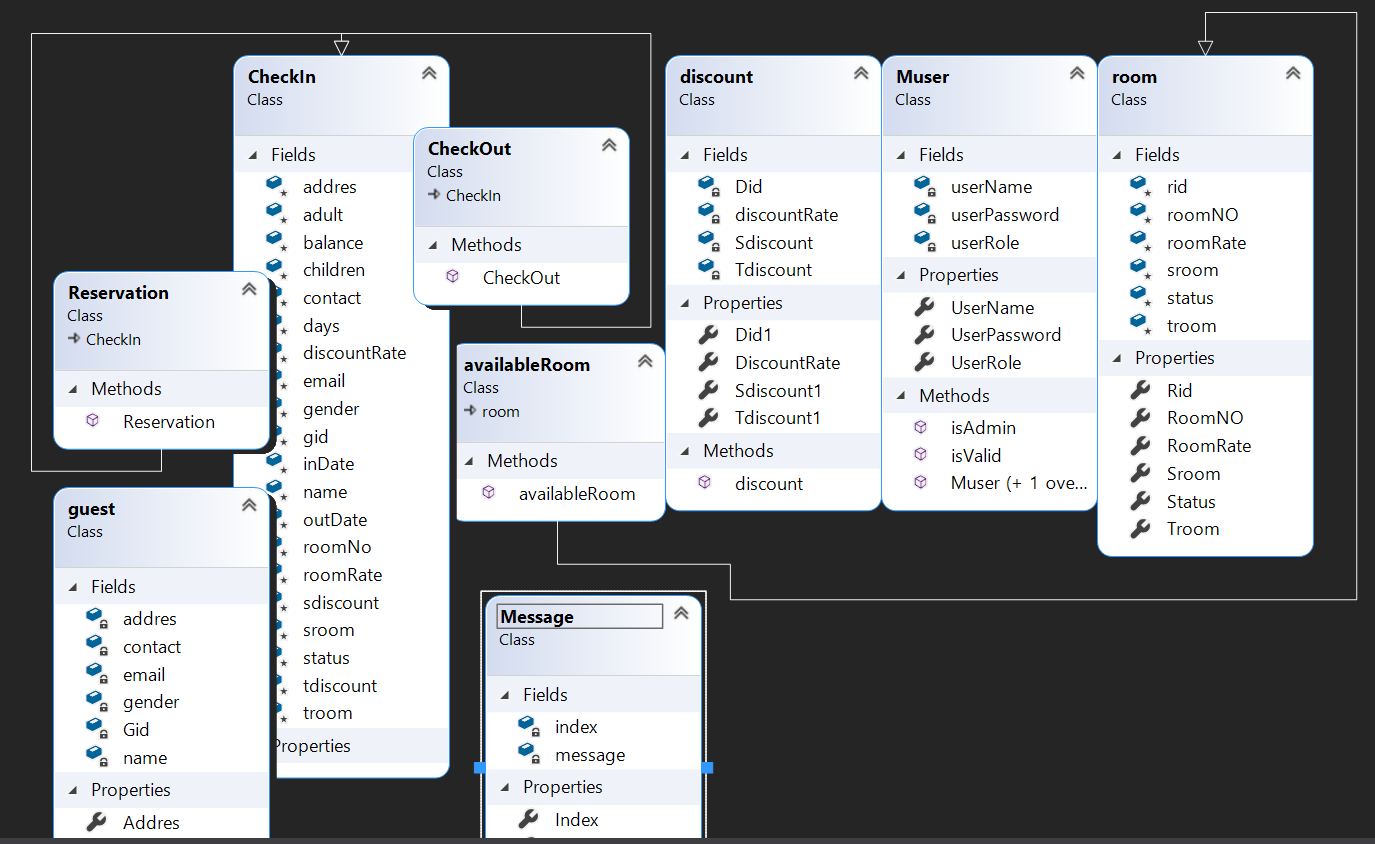 CheckIn
Class
Fields
addres
adult
balance
children
contact
days
discountRate
email
gender
gid
inDate
name
outDate
roomNo
roomRate
sdiscount
sroom
status
tdiscount
troom
Properties
CheckOut
Class
CheckIn
Methods
CheckOut
Reservation
Class
CheckIn
Methods
Reservation
guest
Class
Fields
addres
contact
email
gender
Gid
name
Properties
Addres
availableRoom
Class
room
Methods
availableRoom
Message
Class
Fields
index
message
Properties
Index
discount
Class
Fields
Did
discountRate
Sdiscount
Tdiscount
Properties
Did1
DiscountRate
Sdiscount1
Tdiscount1
Methods
discount
Muser
Class
Fields
userName
userPassword
userRole
Properties
UserName
UserPassword
UserRole
Methods
isAdmin
isValid
Muser (+ 1 ove...
room
Class
Fields
rid
roomNO
roomRate
sroom
status
troom
Properties
Rid
RoomNO
RoomRate
Sroom
Status
Troom